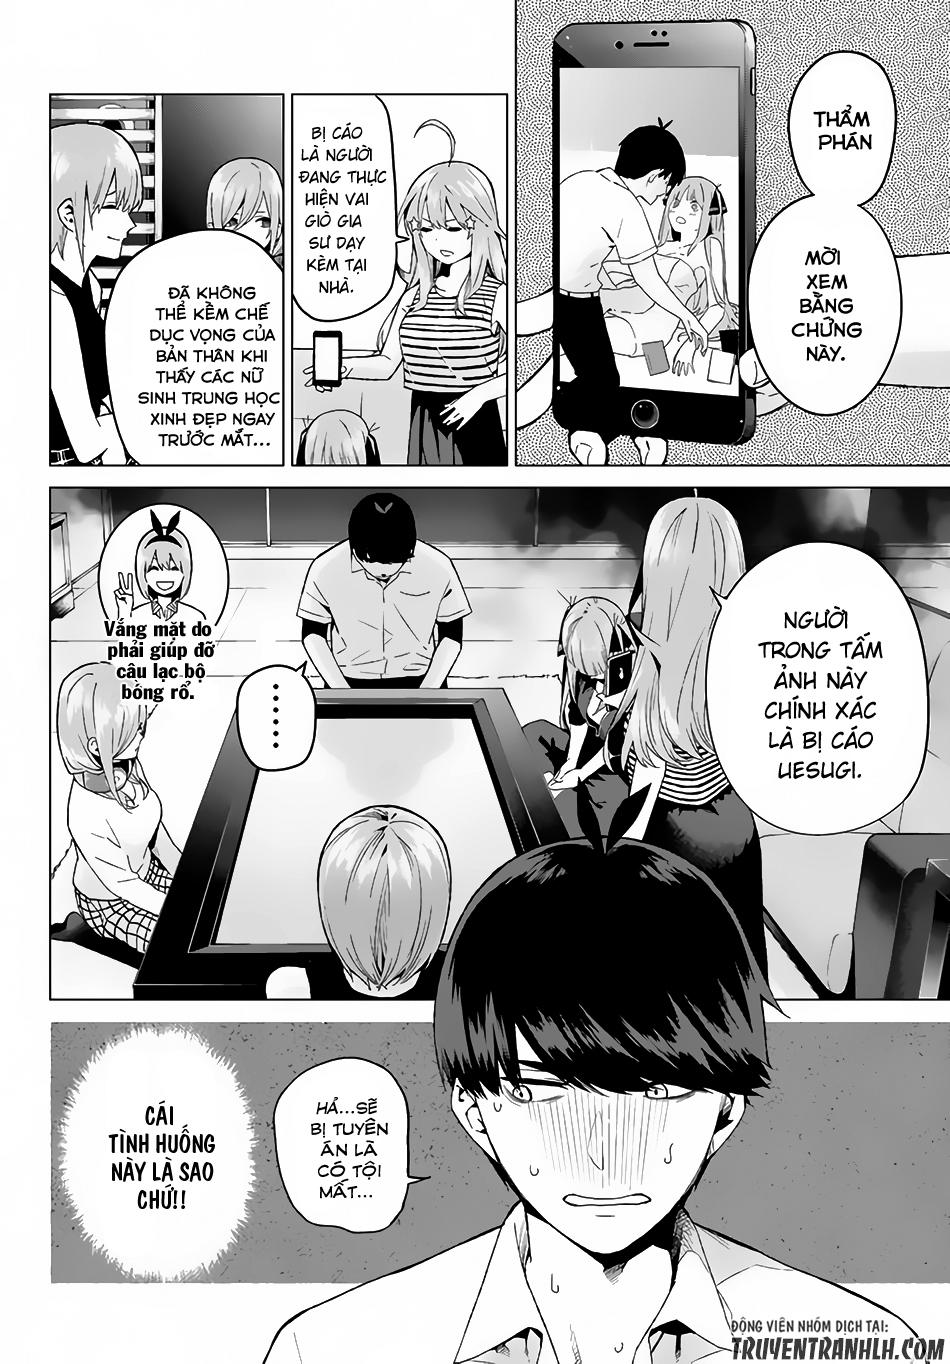 THẨM
PHÁN
MỜI
XEM
BẰNG
CHỨNG
NÀY.
BỊ CÁO
LÀ NGƯỜI
ĐANG THỰC
HIỆN VAI
GIÒ GIA
SƯ DẠY
KÈM TẠI
NHÀ.
ĐÃ KHÔNG
THỂ KỀM CHẾ
DỤC VỌNG CỦA
BẢN THÂN KHI
THẤY CÁC NỮ
SINH TRUNG HỌC
XINH ĐẸP NGAY
TRƯỚC MẮT...
NGƯỜI
TRONG TẤM
ẢNH NÀY
CHÍNH XÁC
LÀ BỊ CÁO
UESUGI.
......
Vắng mặt do
phải giúp đỡ
câu lạc bộ
bóng rổ.
HẢ...SẼ
BỊ TUYÊN
ÁN LÀ
CÓ TỘI
MẤT...
CÁI
TÌNH HUỐNG
NÀY LÀ SAO
CHỨ!!
ĐỘNG VIÊN NHÓM DỊCH TẠI:
TRUYENTRANHLH.COM